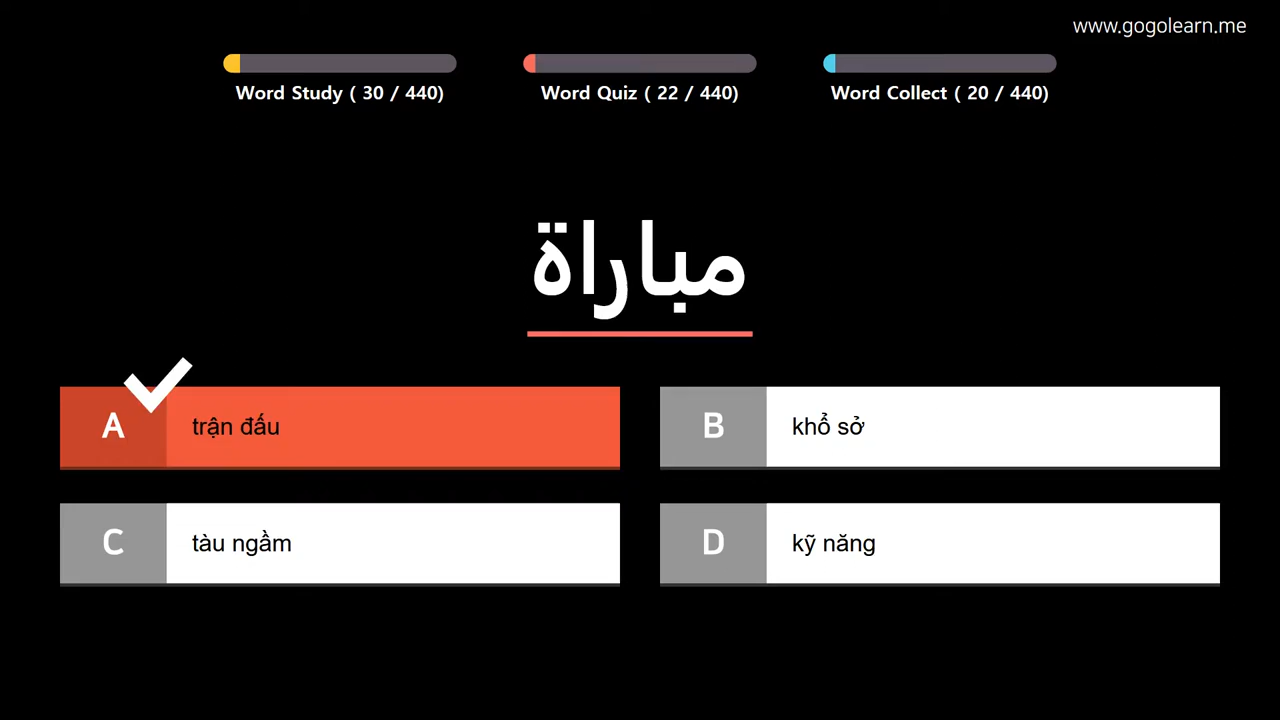 www.gogolearn.me
Word Study ( 30 / 440)
Word Quiz ( 22 / 440)
Word Collect ( 20 / 440)
مباراة
A trận đấu
B khổ sở
C tàu ngầm
D kỹ năng